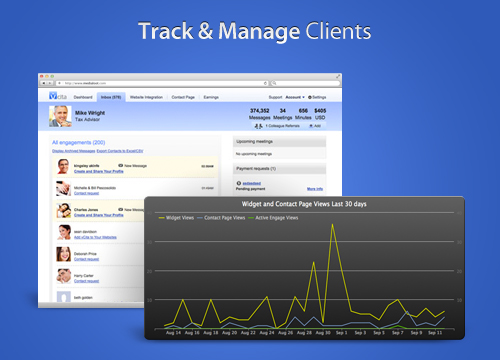 Track & Manage Clients
vcita Dashboard Inbox (378) Website Integration Contact Page Earnings Support Account Settings
Mike Wright
Tax Advisor
374,352 34 656 $405
Messages Meetings Minutes USD
1 Colleague Referrals Add
All engagements (200)
Display Archived Messages Export Contacts to Excel/CSV
kingsley akinfe New Message
Create and Share Your Profile
Michele & Bill
Contact request
Charles Jones New Message
Create and Share Your Profile
sean davidson
Add vCita to Your Websites
Deborah Price
Contact request
Harry Carter
Contact request
beth golden
Upcoming meetings
No upcoming meetings
Payment requests (1)
Pending payment More info
Widget and Contact Page Views Last 30 days
Widget Views Contact Page Views Active Engage Views
Aug 14 Aug 16 Aug 18 Aug 20 Aug 22 Aug 24 Aug 26 Aug 28 Aug 30 Sep 1 Sep 3 Sep 5 Sep 7 Sep 9 Sep 11